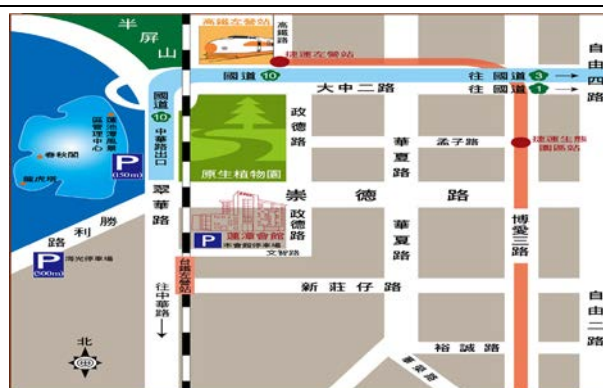 半屏山
高鐵左營站
高鐵路
捷運左營站
自由四路
國道 10
往 國道 3
大中二路
往 國道 1
國道 10 中華路出口
蓮池潭風景
區管理中心
春秋閣
龍虎塔
P
(150m)
原生植物園
政德路
華夏路
孟子路
捷運生態
園區站
翠華路
崇德路
蓮潭會館
P 本會館停車場
政德路
文智路
華夏路
博愛三路
勝利路
P
(500m)
海光停車場
台鐵左營站
往中華路
新莊仔路
自由二路
裕誠路
北